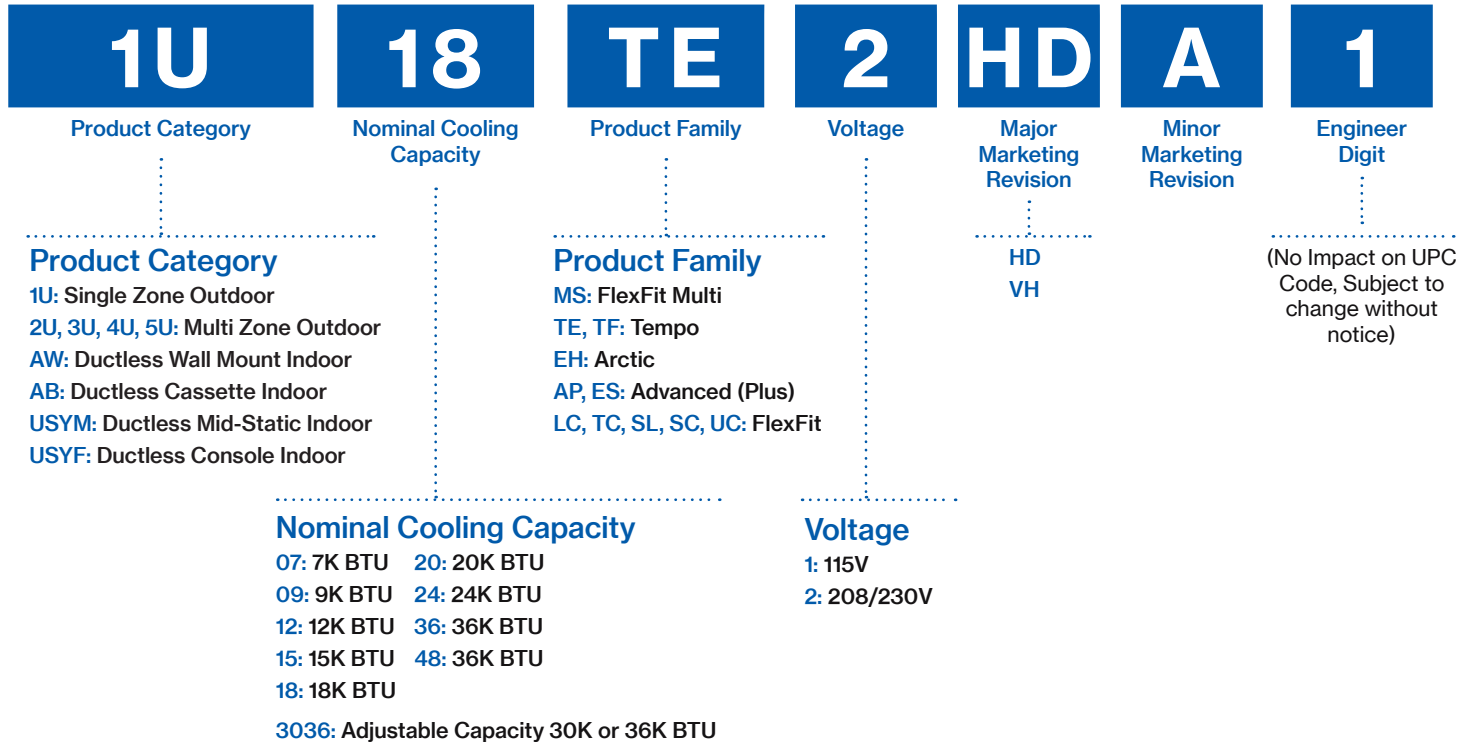 1U 18 TE 2 HD A 1
Product Category
Nominal Cooling
Capacity
Product Family
Voltage
Major
Marketing
Revision
Minor
Marketing
Revision
Engineer
Digit
Product Category
1U: Single Zone Outdoor
2U, 3U, 4U, 5U: Multi Zone Outdoor
AW: Ductless Wall Mount Indoor
AB: Ductless Cassette Indoor
USYM: Ductless Mid-Static Indoor
USYF: Ductless Console Indoor
Product Family
MS: FlexFit Multi
TE, TF: Tempo
EH: Arctic
AP, ES: Advanced (Plus)
LC, TC, SL, SC, UC: FlexFit
HD
VH
(No Impact on UPC
Code, Subject to
change without
notice)
Nominal Cooling Capacity
07: 7K BTU 20: 20K BTU
09: 9K BTU 24: 24K BTU
12: 12K BTU 36: 36K BTU
15: 15K BTU 48: 36K BTU
18: 18K BTU
3036: Adjustable Capacity 30K or 36K BTU
Voltage
1: 115V
2: 208/230V